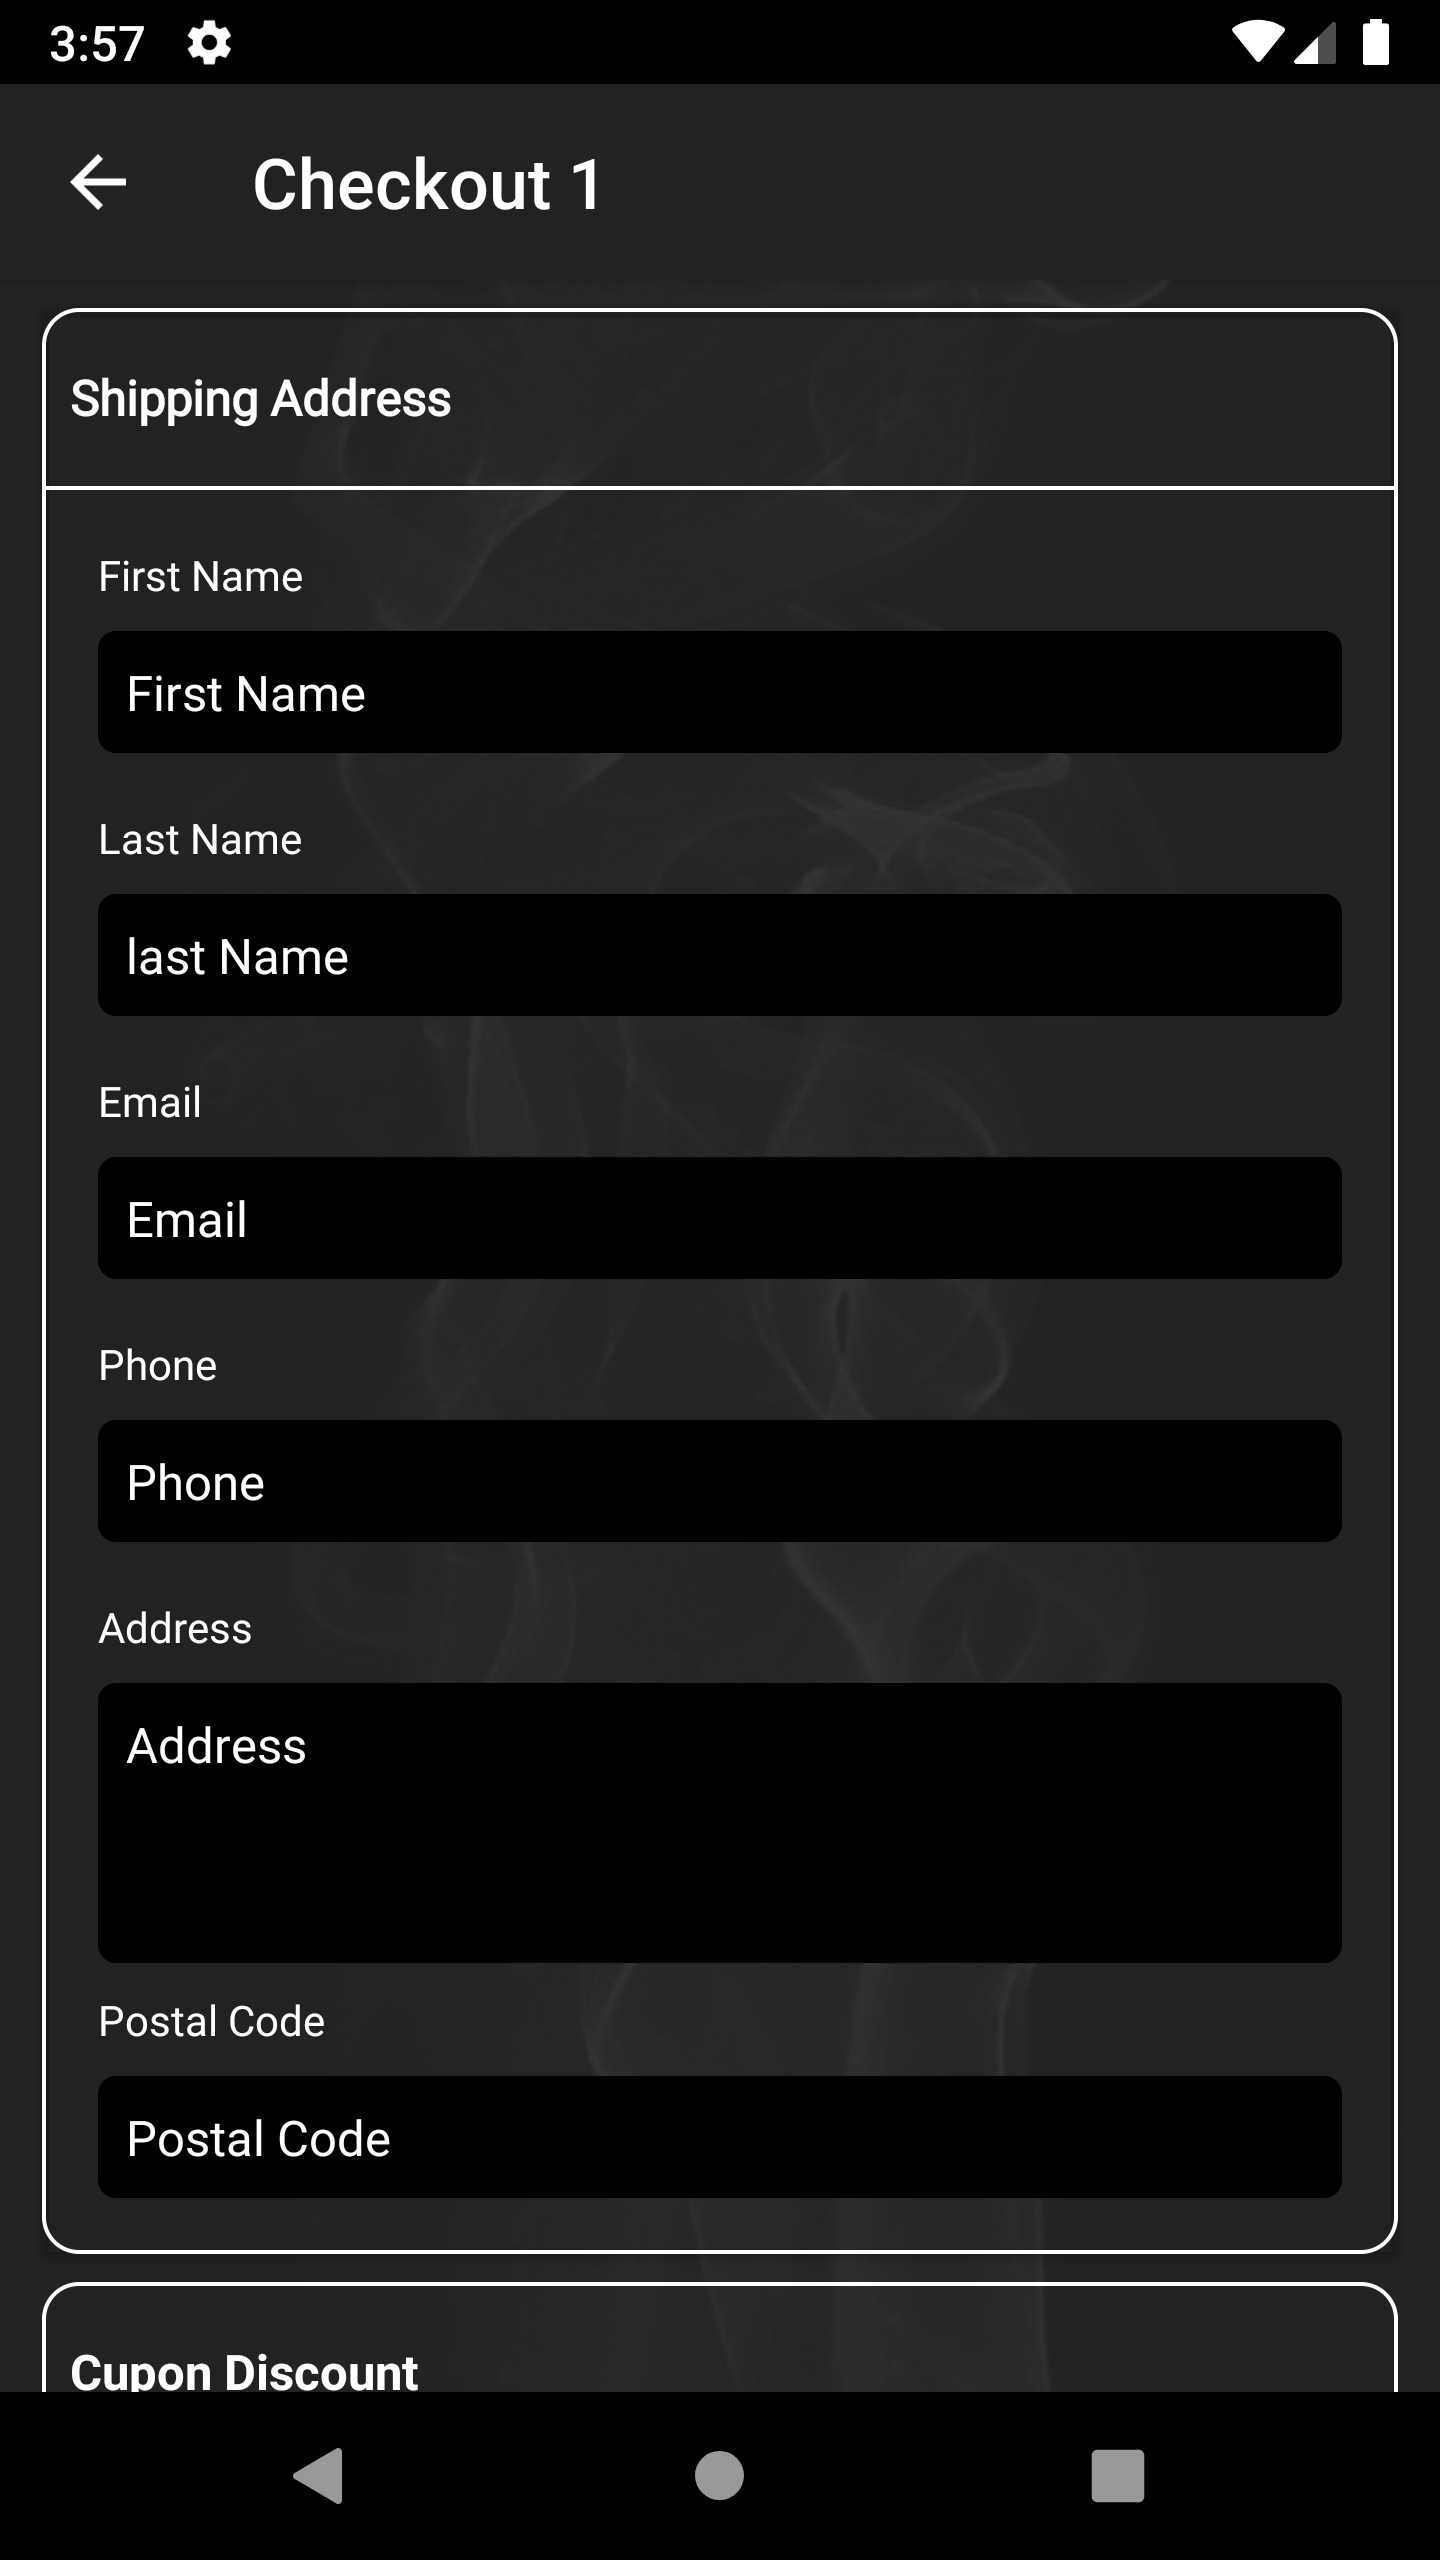 3:57
Checkout 1
Shipping Address
First Name
First Name
Last Name
last Name
Email
Email
Phone
Phone
Address
Address
Postal Code
Postal Code
Cupon Discount